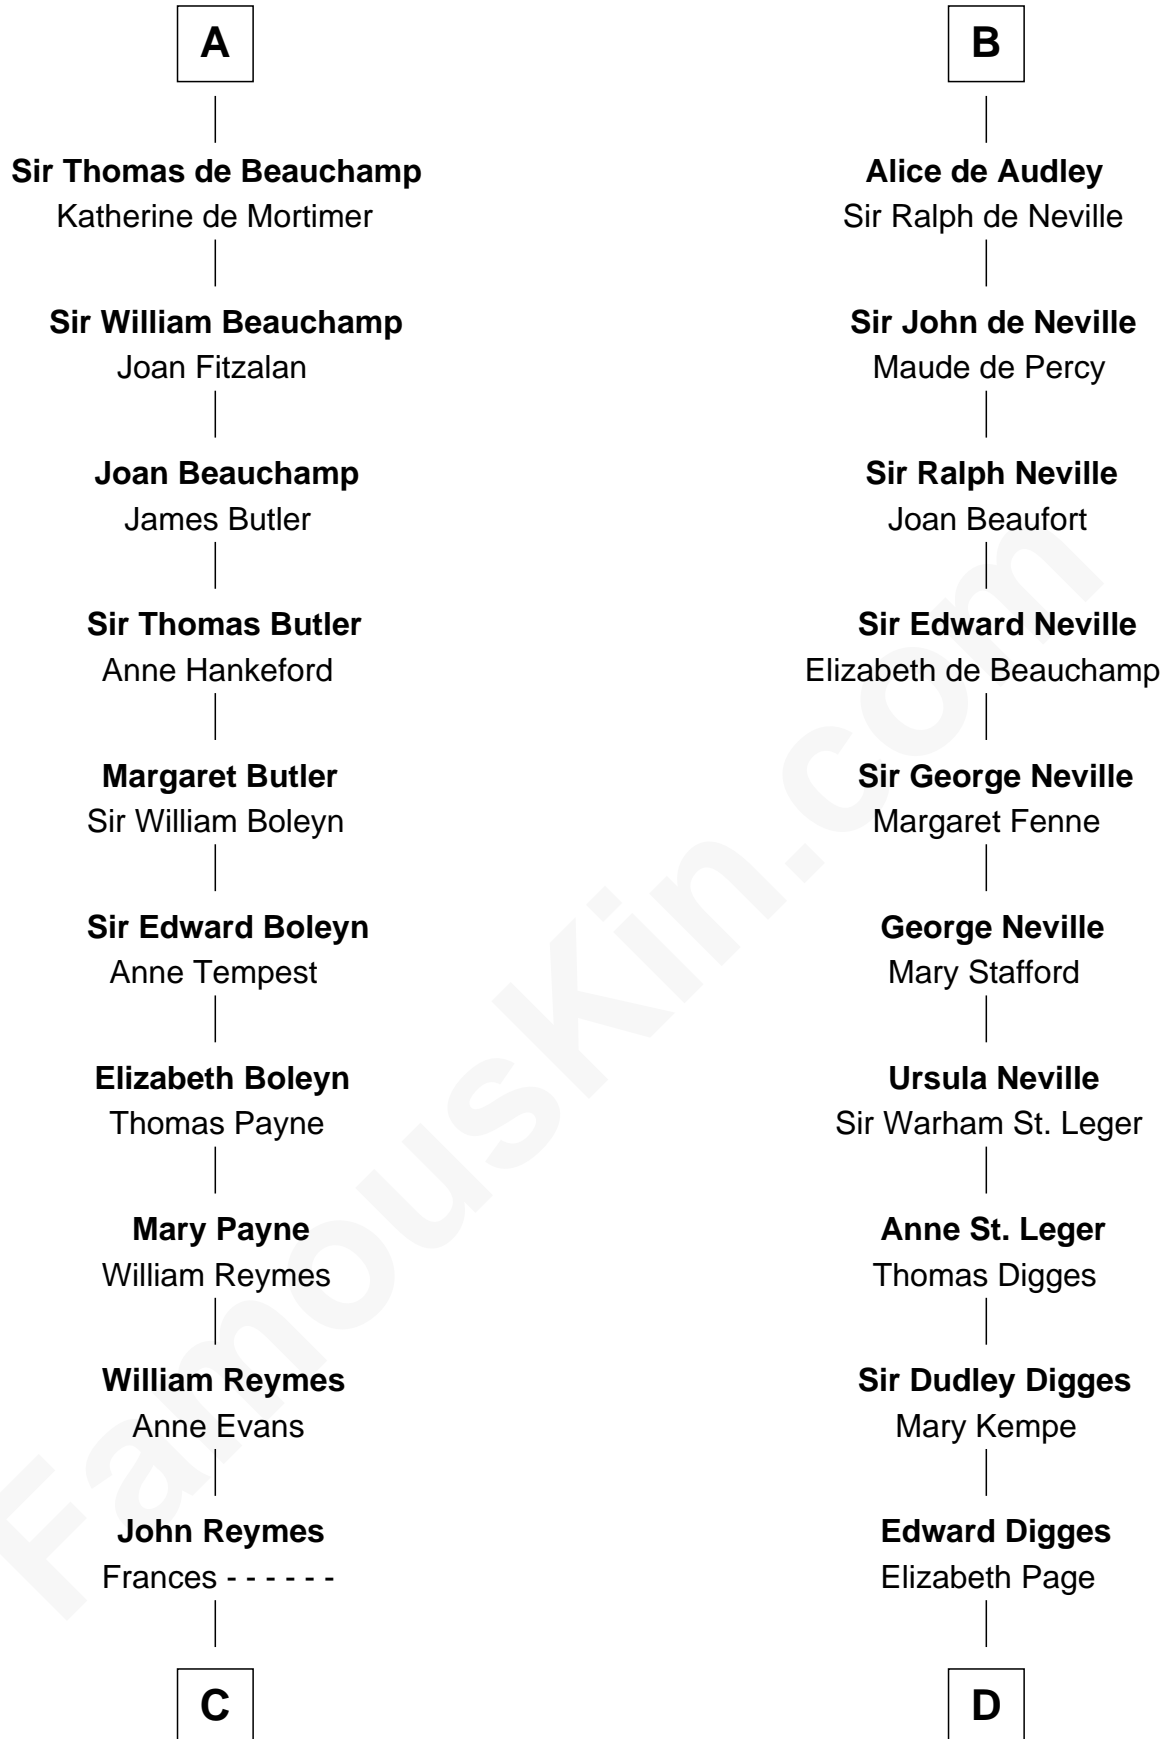 A
Sir Thomas de Beauchamp
Katherine de Mortimer
Sir William Beauchamp
Joan Fitzalan
Joan Beauchamp
James Butler
Sir Thomas Butler
Anne Hankeford
Margaret Butler
Sir William Boleyn
Sir Edward Boleyn
Anne Tempest
Elizabeth Boleyn
Thomas Payne
Mary Payne
William Reymes
William Reymes
Anne Evans
John Reymes
Frances - - - - - -
C
B
Alice de Audley
Sir Ralph de Neville
Sir John de Neville
Maude de Percy
Sir Ralph Neville
Joan Beaufort
Sir Edward Neville
Elizabeth de Beauchamp
Sir George Neville
Margaret Fenne
George Neville
Mary Stafford
Ursula Neville
Sir Warham St. Leger
Anne St. Leger
Thomas Digges
Sir Dudley Digges
Mary Kempe
Edward Digges
Elizabeth Page
D
FamousKin.com